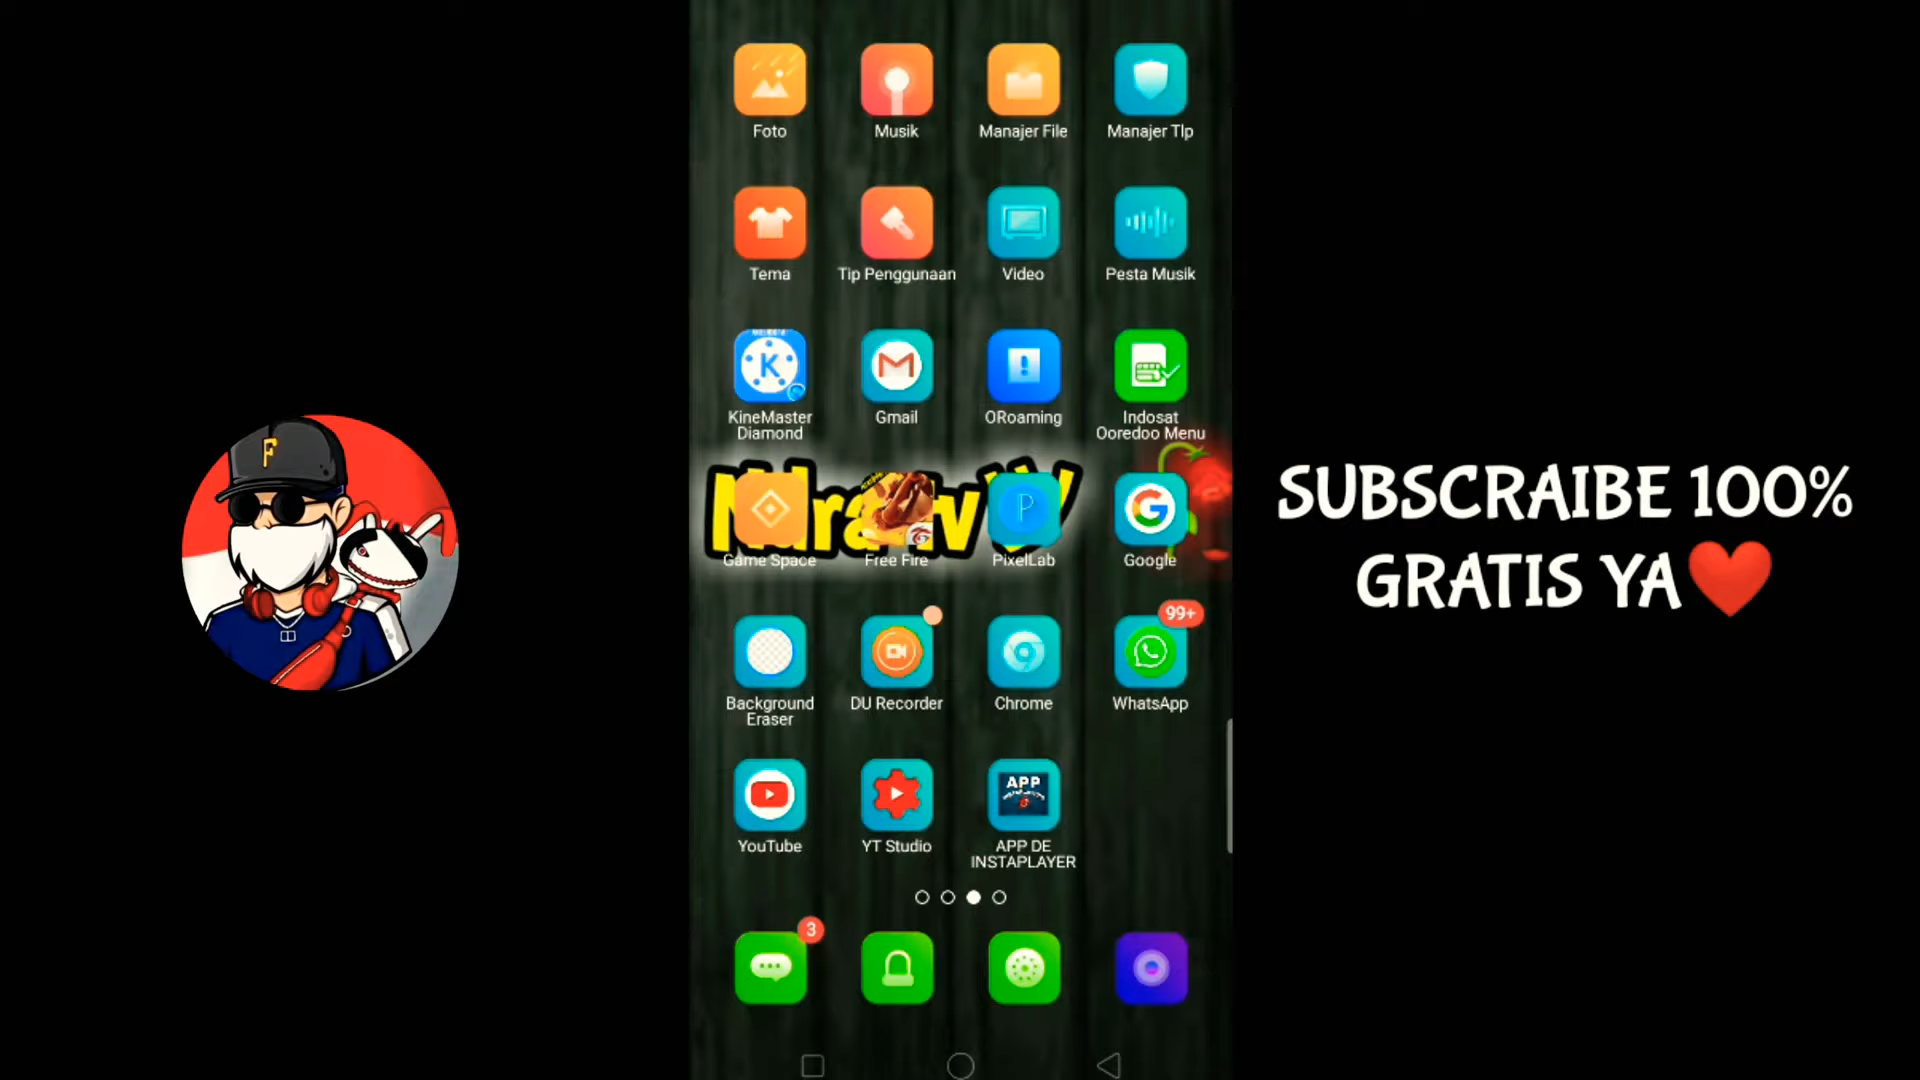 Foto
Musik
Manajer File
Manajer Tlp
Tema
Tip Penggunaan
Video
Pesta Musik
K
KineMaster
Diamond
Gmail
ORoaming
Indosat
Ooredoo Menu
Game Space
Free Fire
P
PixelLab
G
Google
F
SUBSCRAIBE 100%
GRATIS YA❤️
Background
Eraser
DU Recorder
Chrome
99+
WhatsApp
YouTube
YT Studio
APP
APP DE
INSTAPLAYER
3